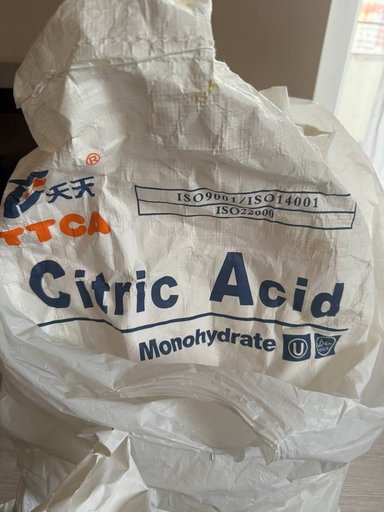 ®
天天
TTCA
ISO9001/ISO14001
ISO22000
Citric Acid
Monohydrate U